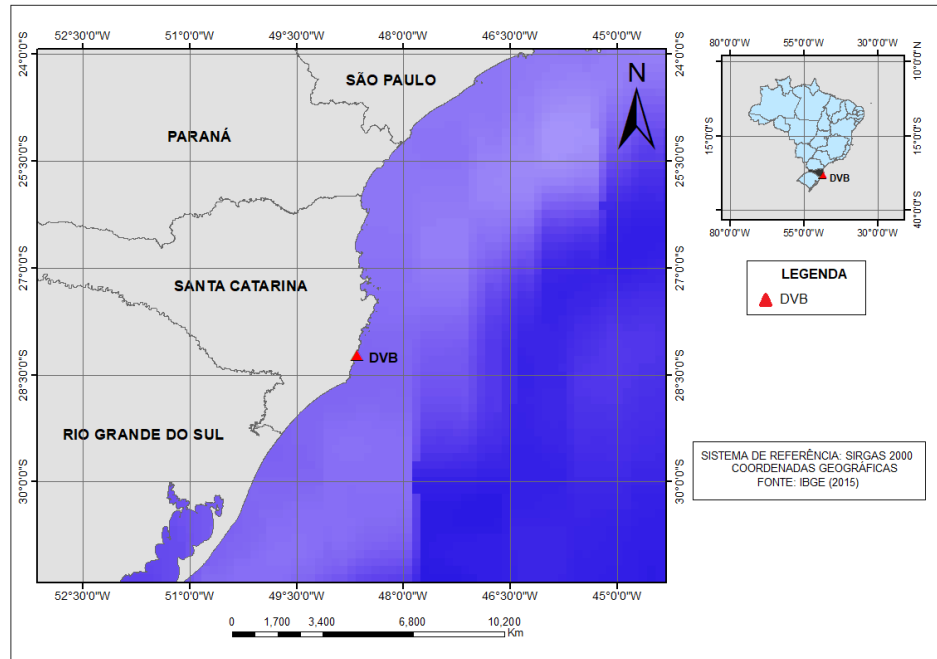 52°30'0"W 51°0'0"W 49°30'0"W 48°0'0"W 46°30'0"W 45°0'0"W
24°0'0"S
25°30'0"S
27°0'0"S
28°30'0"S
30°0'0"S
SÃO PAULO
PARANÁ
SANTA CATARINA
DVB
RIO GRANDE DO SUL
N
24°0'0"S
25°30'0"S
27°0'0"S
28°30'0"S
30°0'0"S
52°30'0"W 51°0'0"W 49°30'0"W 48°0'0"W 46°30'0"W 45°0'0"W
0 1,700 3,400 6,800 10,200
Km
80°0'0"W 55°0'0"W 30°0'0"W
15°0'0"S
40°0'0"S
DVB
10°0'0"N
15°0'0"S
40°0'0"S
80°0'0"W 55°0'0"W 30°0'0"W
LEGENDA
DVB
SISTEMA DE REFERÊNCIA: SIRGAS 2000
COORDENADAS GEOGRÁFICAS
FONTE: IBGE (2015)